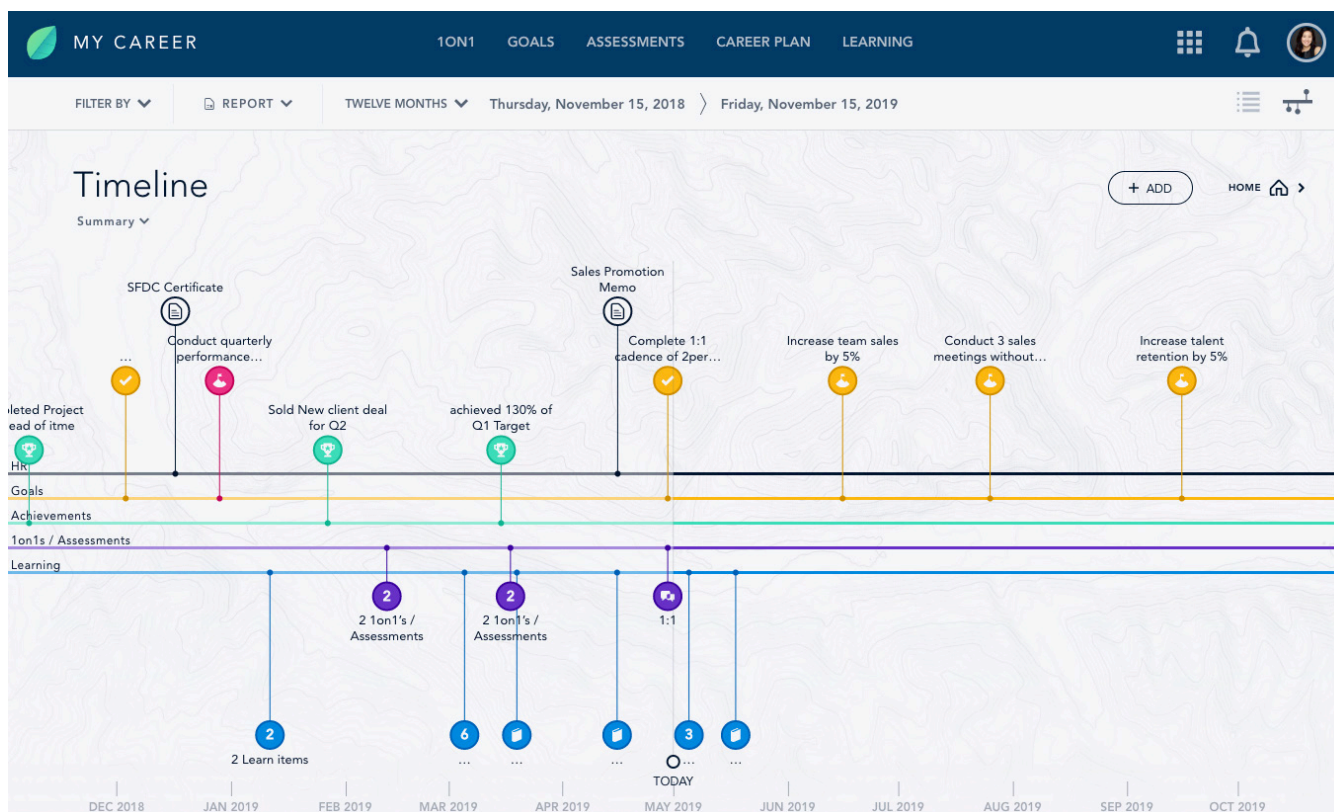 MY CAREER
1ON1 GOALS ASSESSMENTS CAREER PLAN LEARNING
FILTER BY REPORT TWELVE MONTHS Thursday, November 15, 2018 Friday, November 15, 2019
Timeline
+ ADD
HOME
Summary
Sales Promotion
Memo
SFDC Certificate
Conduct quarterly
performance...
...
Complete 1:1
cadence of 2per...
Increase team sales
by 5%
Conduct 3 sales
meetings without...
Increase talent
retention by 5%
leted Project
ead of itme
Sold New client deal
for Q2
achieved 130% of
Q1 Target
HR
Goals
Achievements
1on1s / Assessments
Learning
2
2 1on1's /
Assessments
2
2 1on1's /
Assessments
1:1
2
2 Learn items
6
...
...
...
3
...
...
TODAY
DEC 2018 JAN 2019 FEB 2019 MAR 2019 APR 2019 MAY 2019 JUN 2019 JUL 2019 AUG 2019 SEP 2019 OCT 2019